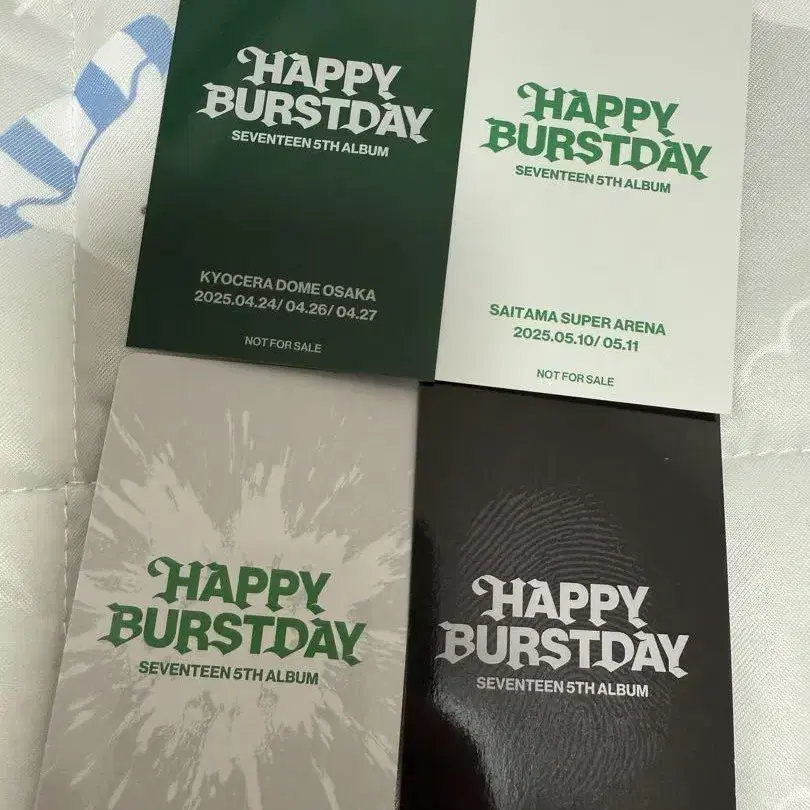 HAPPY
BURSTDAY
SEVENTEEN 5TH ALBUM
KYOCERA DOME OSAKA
2025.04.24/ 04.26/ 04.27
NOT FOR SALE
HAPPY
BURSTDAY
SEVENTEEN 5TH ALBUM
SAITAMA SUPER ARENA
2025.05.10/ 05.11
NOT FOR SALE
HAPPY
BURSTDAY
SEVENTEEN 5TH ALBUM
HAPPY
BURSTDAY
SEVENTEEN 5TH ALBUM